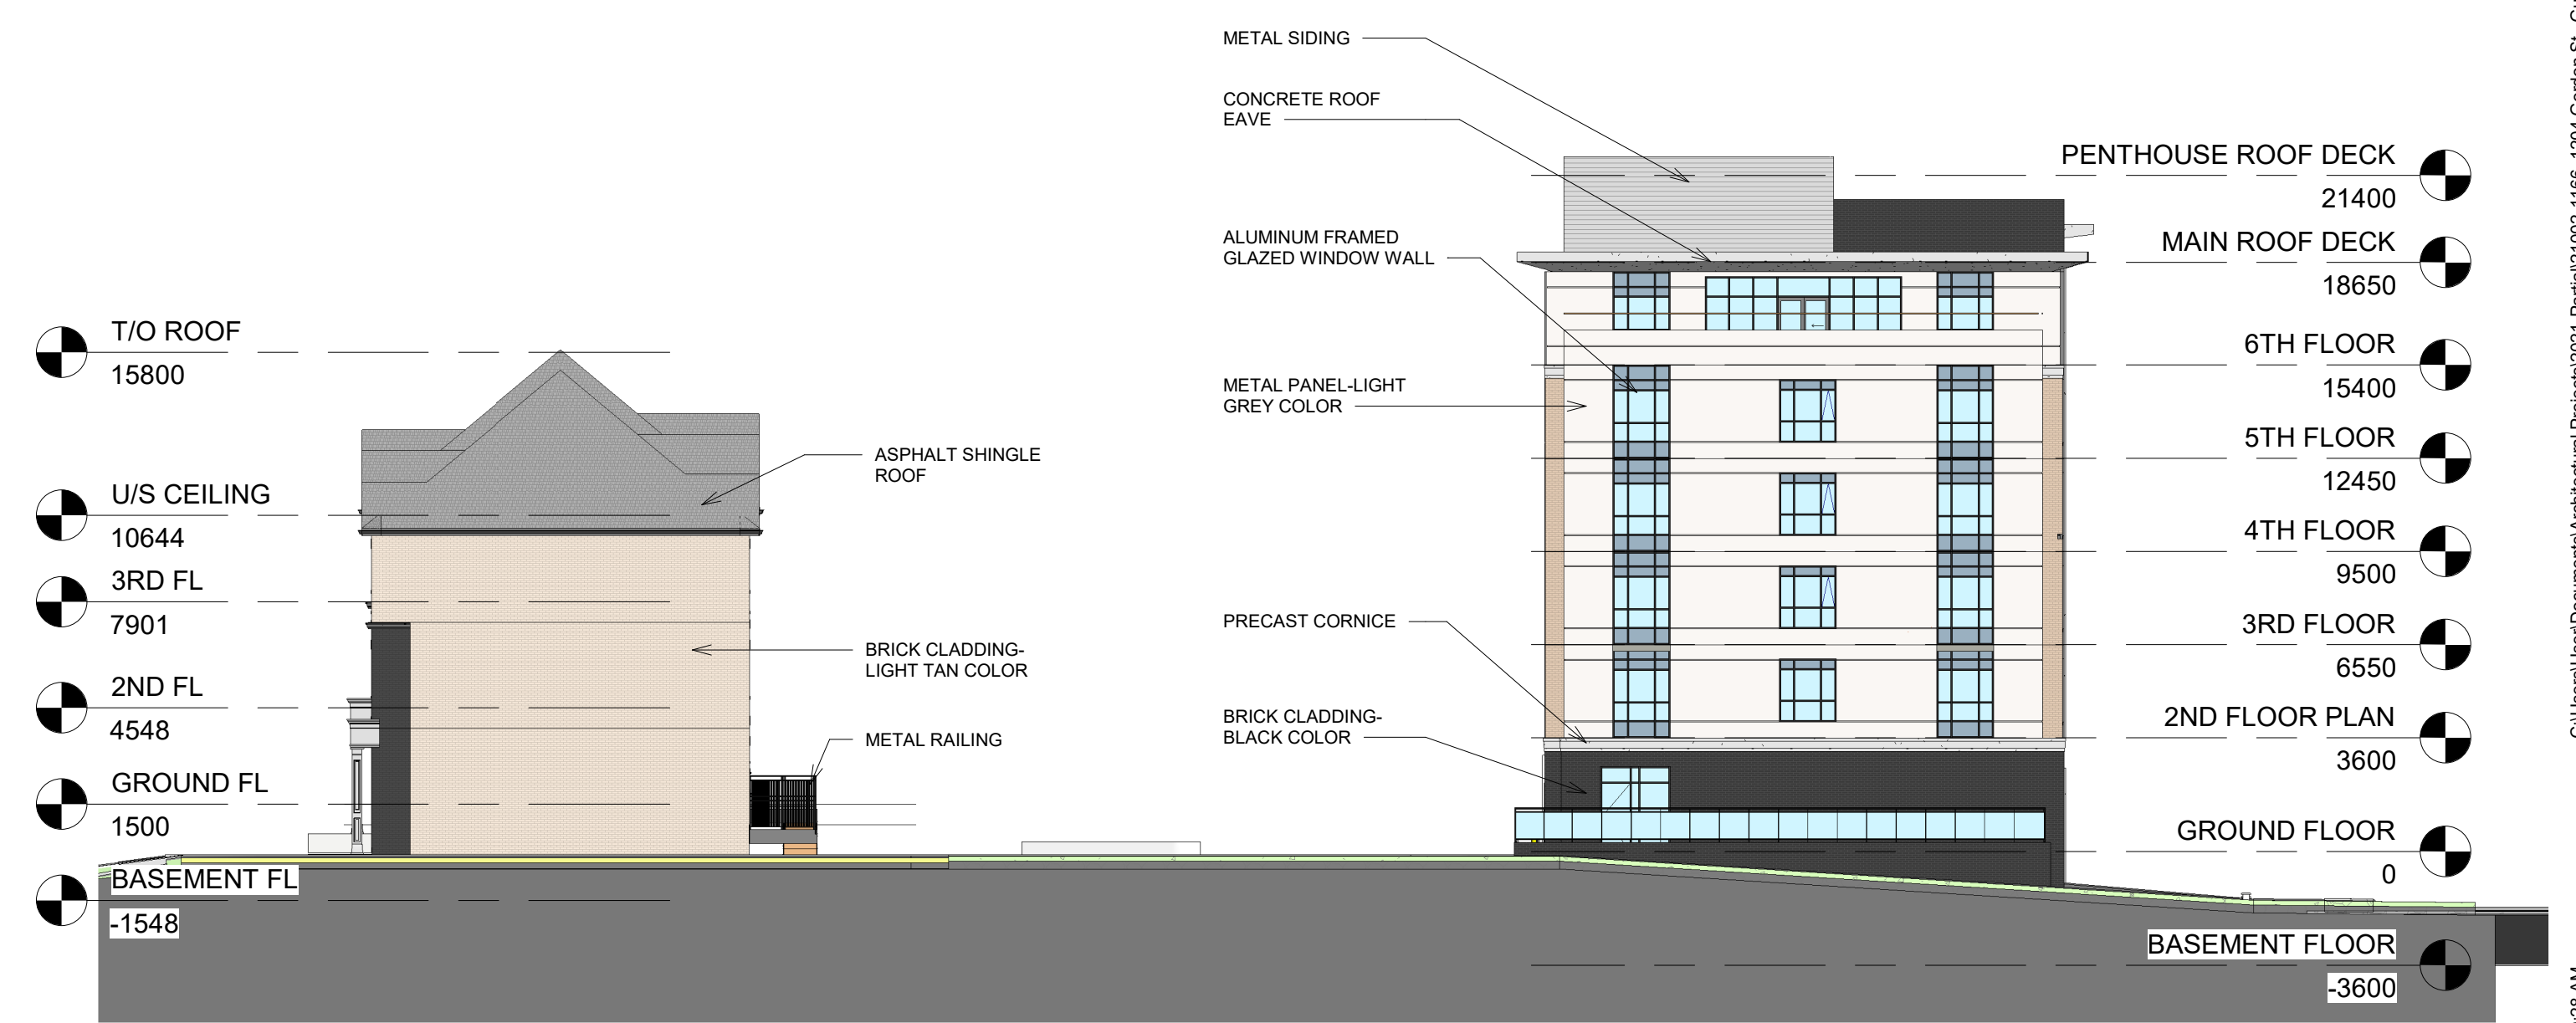 METAL SIDING
CONCRETE ROOF
EAVE
ALUMINUM FRAMED
GLAZED WINDOW WALL
METAL PANEL-LIGHT
GREY COLOR
PRECAST CORNICE
BRICK CLADDING-
BLACK COLOR
T/O ROOF
15800
U/S CEILING
10644
3RD FL
7901
2ND FL
4548
GROUND FL
1500
BASEMENT FL
-1548
ASPHALT SHINGLE
ROOF
BRICK CLADDING-
LIGHT TAN COLOR
METAL RAILING
PENTHOUSE ROOF DECK
21400
MAIN ROOF DECK
18650
6TH FLOOR
15400
5TH FLOOR
12450
4TH FLOOR
9500
3RD FLOOR
6550
2ND FLOOR PLAN
3600
GROUND FLOOR
0
BASEMENT FLOOR
-3600